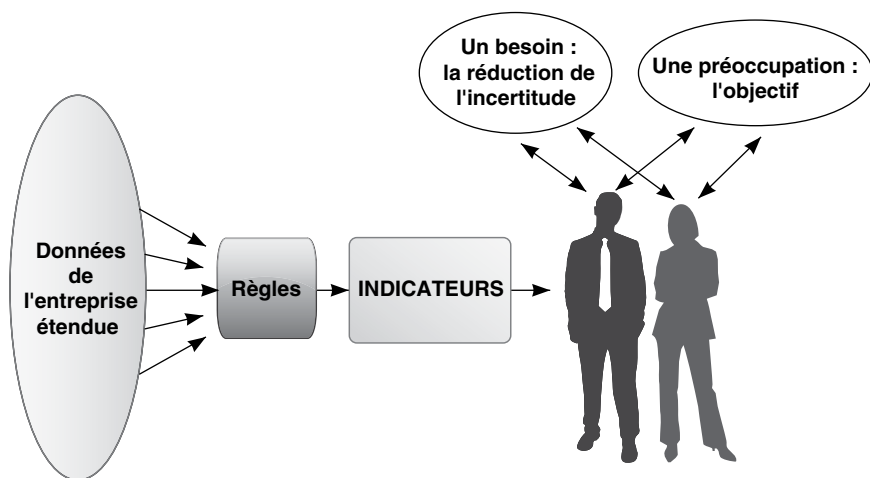 Un besoin :
la réduction de
l'incertitude
Une préoccupation :
l'objectif
Données
de
l'entreprise
étendue
Règles
INDICATEURS